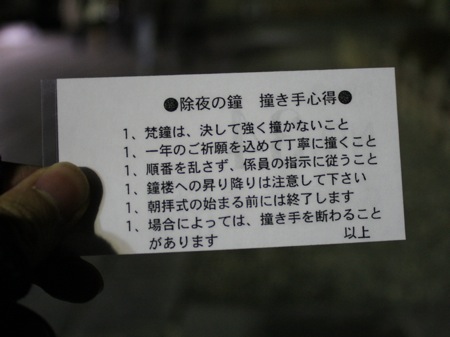 ●除夜の鐘　撞き手心得●
1、梵鐘は、決して強く撞かないこと
1、一年のご祈願を込めて丁寧に撞くこと
1、順番を乱さず、係員の指示に従うこと
1、鐘楼への昇り降りは注意して下さい
1、朝拝式の始まる前には終了します
1、場合によっては、撞き手を断わること
があります　以上